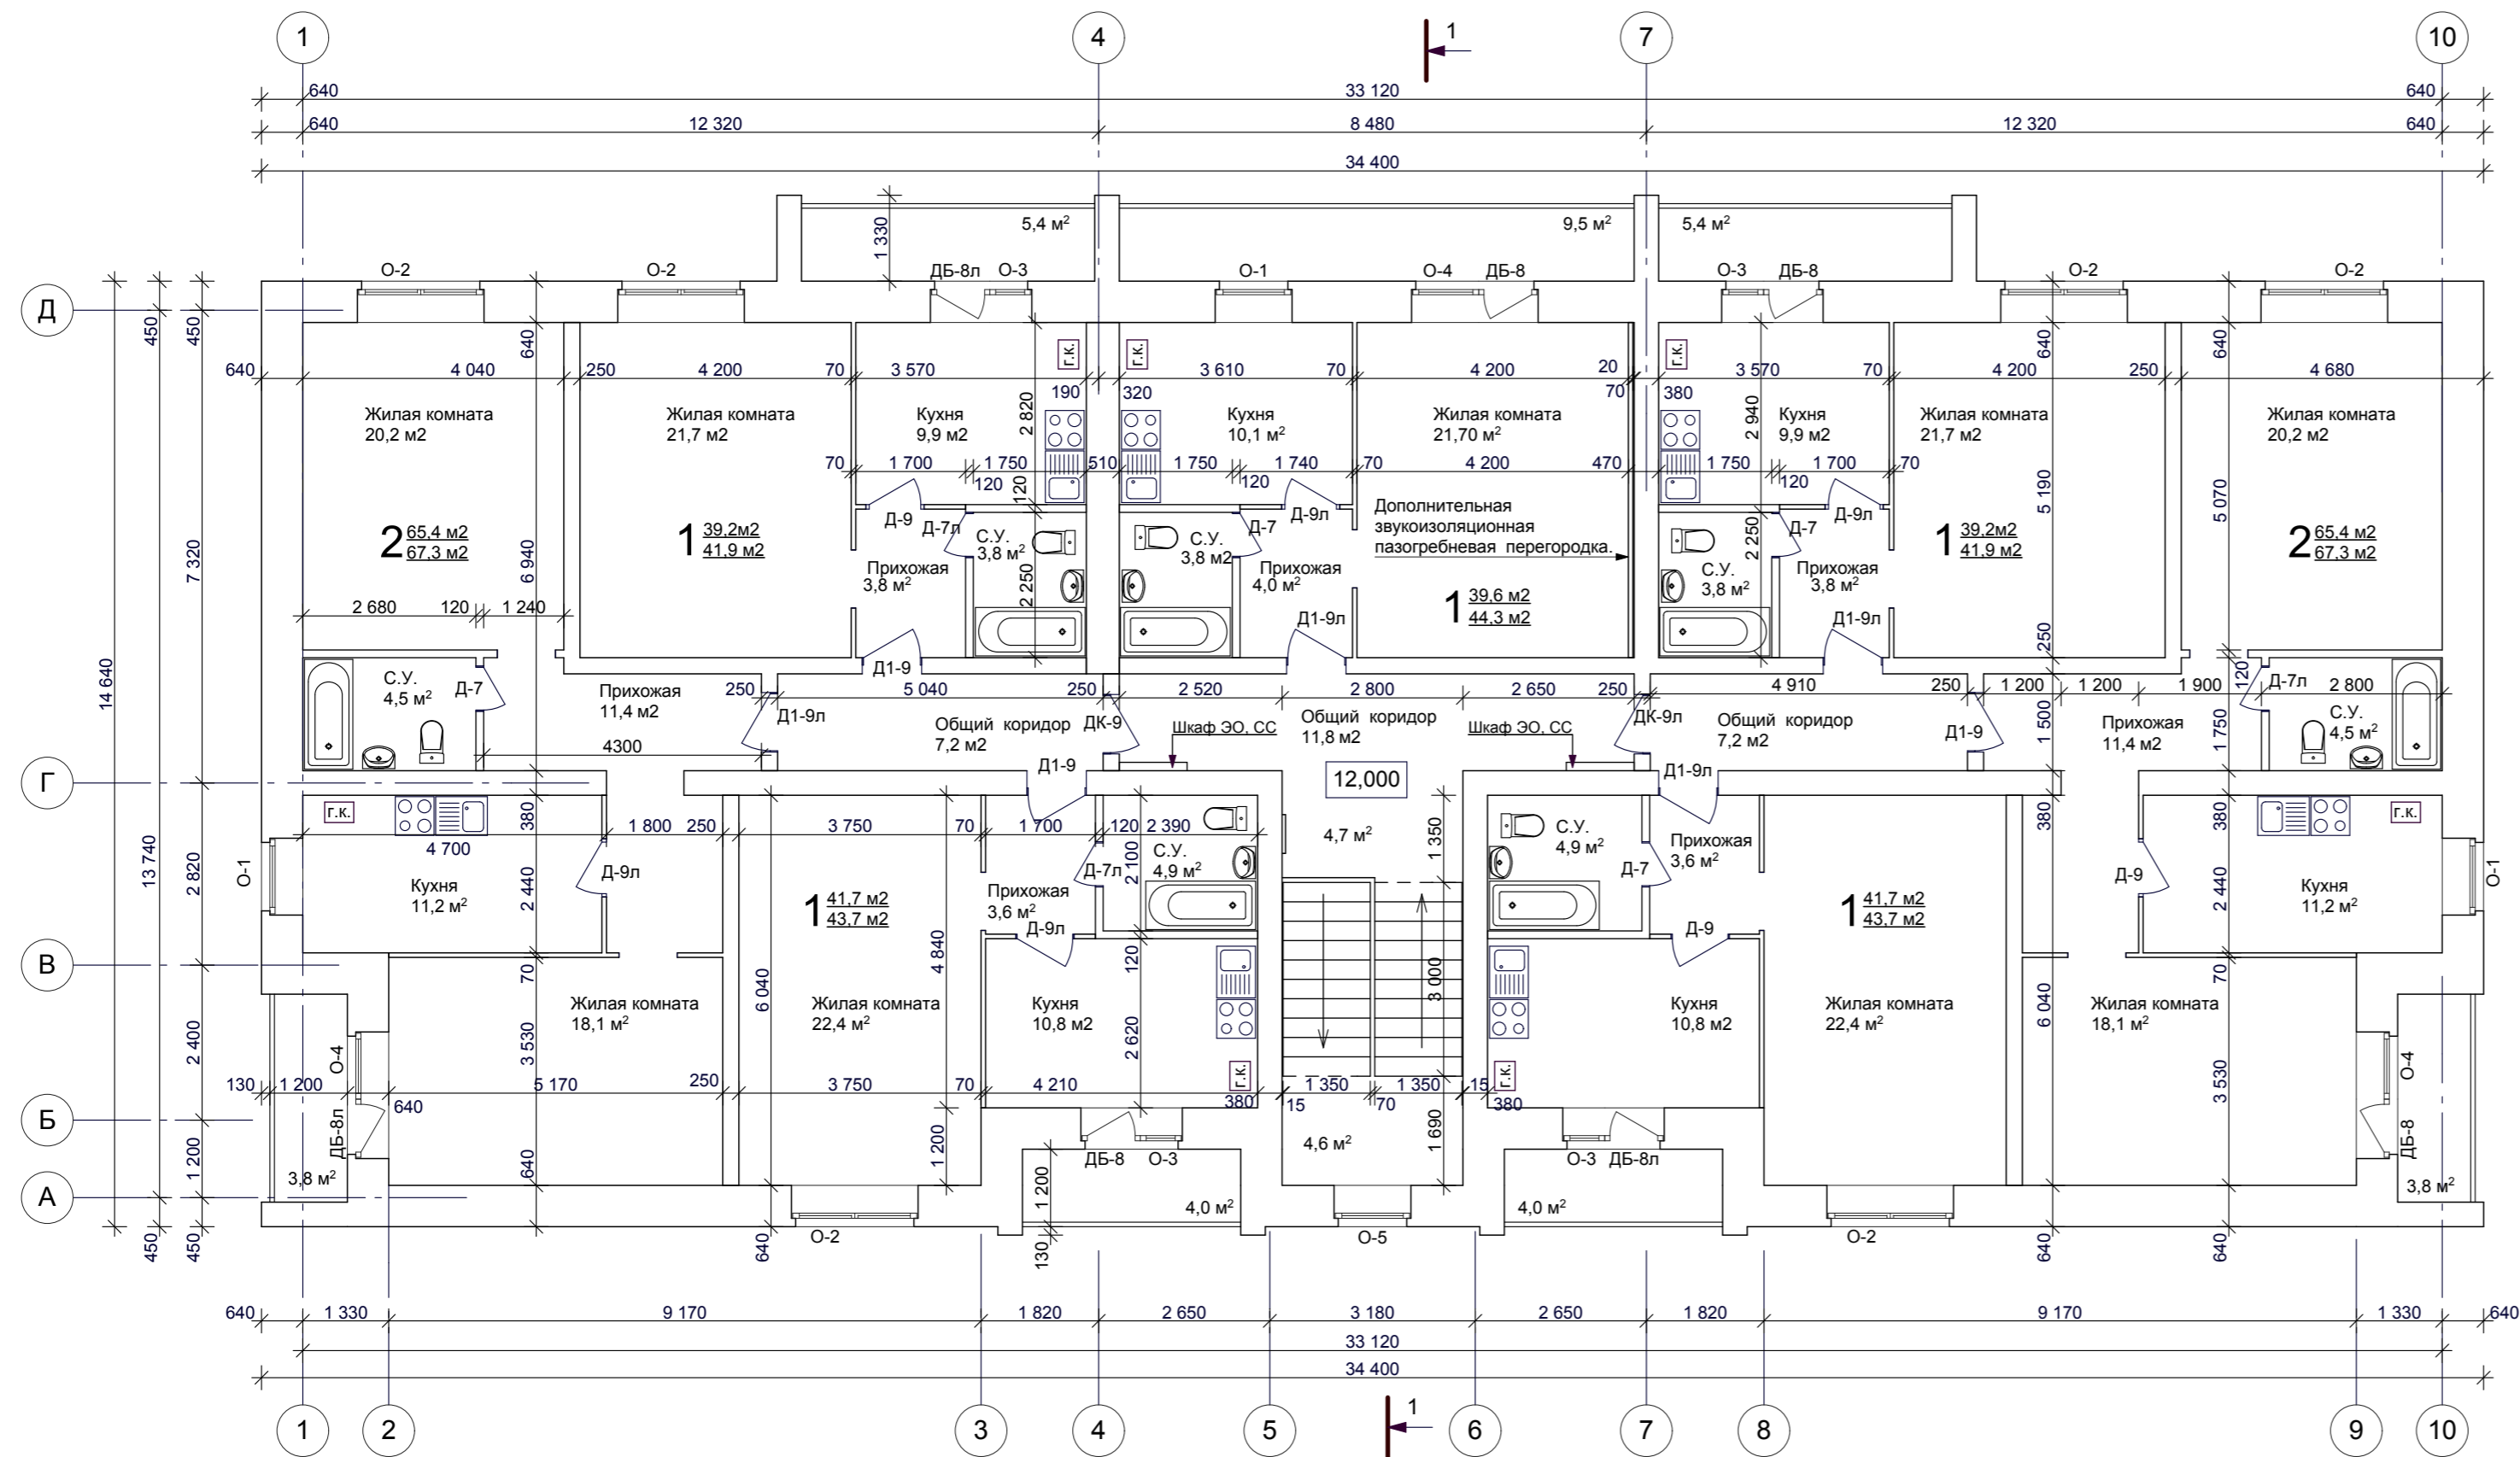 1 4 1 7 10
640 33 120 640
640 12 320 8 480 12 320 640
34 400
1 330 5,4 м² 9,5 м² 5,4 м²
О-2 О-2 ДБ-8л О-3 О-1 О-4 ДБ-8 О-3 ДБ-8 О-2 О-2
Д
450 450 640 640 640
г.к. г.к. г.к.
640 4 040 250 4 200 70 3 570 3 610 70 4 200 20 3 570 70 4 200 250 4 680
190 320 70 380
Жилая комната Жилая комната Кухня 2 820 Кухня Жилая комната 2 940 Кухня Жилая комната Жилая комната
20,2 м2 21,7 м2 9,9 м2 10,1 м² 21,70 м² 9,9 м2 21,7 м2 20,2 м2
70 1 700 1 750 510 1 750 1 740 70 4 200 470 1 750 1 700 70
120 120 120 120
5 190 5 070
Дополнительная
звукоизоляционная
пазогребневая перегородка.
Д-9 Д-7л Д-7 Д-9л Д-7 Д-9л
2 65,4 м2 1 39,2м2 С.У. С.У. 1 39,2м2 2 65,4 м2
67,3 м2 41,9 м2 3,8 м² 3,8 м2 41,9 м2 67,3 м2
7 320 6 940 2 250 2 250
Прихожая Прихожая С.У. Прихожая
3,8 м² 4,0 м² 3,8 м² 3,8 м²
1 39,6 м2
44,3 м2
2 680 120 1 240 Д1-9л Д1-9л
250 120
14 640
С.У. Д-7 Прихожая Д1-9 Д-7л
4,5 м² 11,4 м2
250 5 040 250 2 520 2 800 2 650 250 4 910 250 1 200 1 200 1 900 2 800
Д1-9л Общий коридор ДК-9 Шкаф ЭО, СС Общий коридор Шкаф ЭО, СС ДК-9л Общий коридор Д1-9 1 500 Прихожая 1 750 С.У.
7,2 м2 11,8 м2 7,2 м2 11,4 м2 4,5 м²
4300
Д1-9 12,000 Д1-9л
Г
г.к. 380 380 380 г.к.
4 700 1 800 250 3 750 70 1 700 120 2 390 4,7 м² 1 350
13 740 2 820 О-1 О-1
Кухня 2 440 Д-9л 2 100 Д-7л С.У. С.У. Д-7 Прихожая Д-9 2 440 Кухня
11,2 м² 4,9 м² 4,9 м² 3,6 м² 11,2 м²
1 41,7 м2 Прихожая 1 41,7 м2
43,7 м2 3,6 м² 43,7 м2
Д-9л Д-9
В
70 4 840 120 70
6 040 3 000 6 040
Жилая комната Жилая комната Кухня Кухня Жилая комната Жилая комната
18,1 м² 22,4 м² 10,8 м2 10,8 м2 22,4 м² 18,1 м²
2 400 О-4 3 530 2 620 г.к. г.к. 3 530 О-4
130 1 200 5 170 250 3 750 70 4 210 1 350 1 350 15
640 380 15 70 380
Б
ДБ-8л 1 200 4,6 м² 1 690 ДБ-8
1 200 640 ДБ-8 О-3 О-3 ДБ-8л
3,8 м² 1 200 4,0 м² 4,0 м² 3,8 м²
А
450 450 640 О-2 130 О-5 О-2 640 640
640 1 330 9 170 1 820 2 650 3 180 2 650 1 820 9 170 1 330 640
33 120
34 400
1 2 3 4 5 1 6 7 8 9 10